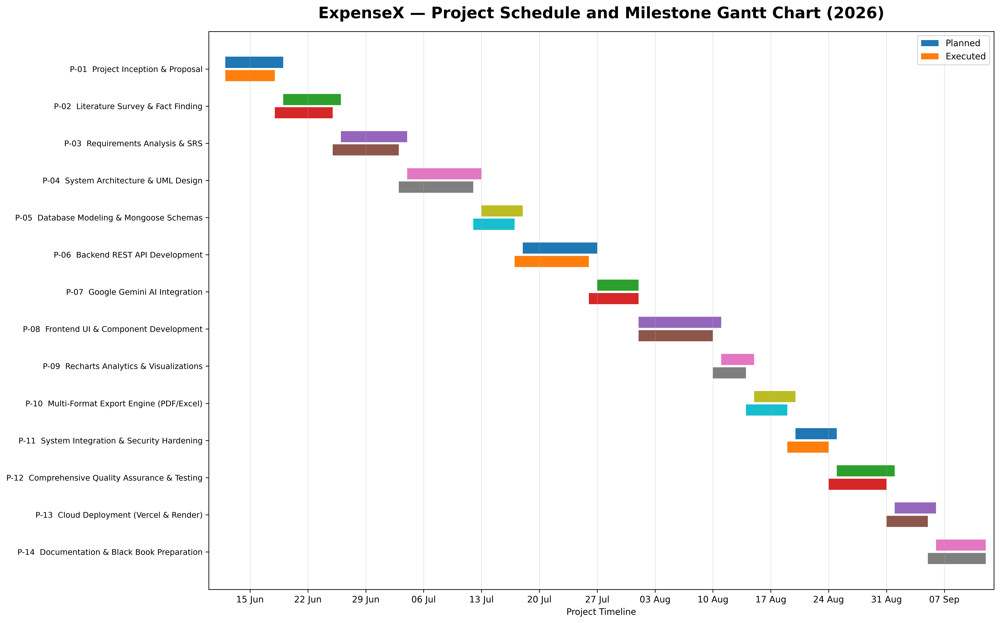 ExpenseX — Project Schedule and Milestone Gantt Chart (2026)
Planned
Executed
P-01  Project Inception & Proposal
P-02  Literature Survey & Fact Finding
P-03  Requirements Analysis & SRS
P-04  System Architecture & UML Design
P-05  Database Modeling & Mongoose Schemas
P-06  Backend REST API Development
P-07  Google Gemini AI Integration
P-08  Frontend UI & Component Development
P-09  Recharts Analytics & Visualizations
P-10  Multi-Format Export Engine (PDF/Excel)
P-11  System Integration & Security Hardening
P-12  Comprehensive Quality Assurance & Testing
P-13  Cloud Deployment (Vercel & Render)
P-14  Documentation & Black Book Preparation
15 Jun 22 Jun 29 Jun 06 Jul 13 Jul 20 Jul 27 Jul 03 Aug 10 Aug 17 Aug 24 Aug 31 Aug 07 Sep
Project Timeline